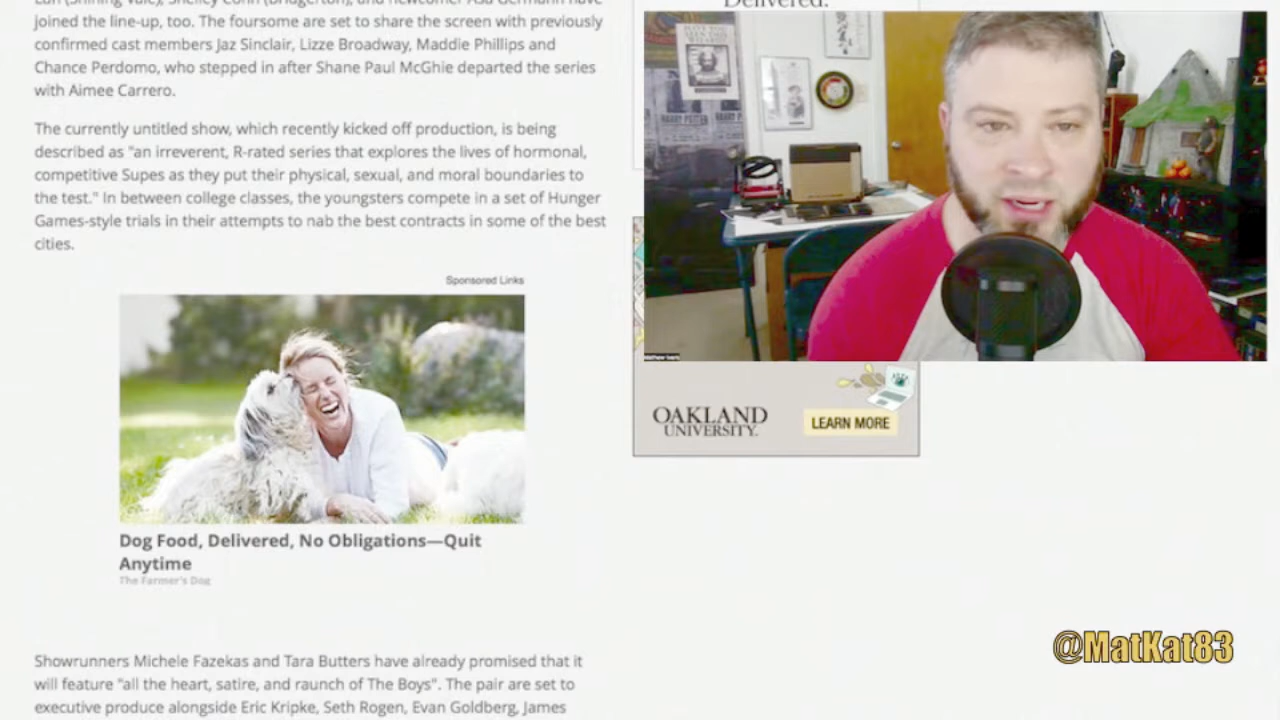 joined the line-up, too. The foursome are set to share the screen with previously
confirmed cast members Jaz Sinclair, Lizze Broadway, Maddie Phillips and
Chance Perdomo, who stepped in after Shane Paul McGhie departed the series
with Aimee Carrero.
The currently untitled show, which recently kicked off production, is being
described as "an irreverent, R-rated series that explores the lives of hormonal,
competitive Supes as they put their physical, sexual, and moral boundaries to
the test." In between college classes, the youngsters compete in a set of Hunger
Games-style trials in their attempts to nab the best contracts in some of the best
cities.
Sponsored Links
Dog Food, Delivered, No Obligations—Quit
Anytime
The Farmer's Dog
Showrunners Michele Fazekas and Tara Butters have already promised that it
will feature "all the heart, satire, and raunch of The Boys". The pair are set to
executive produce alongside Eric Kripke, Seth Rogen, Evan Goldberg, James
Delivered.
HARRY POTTER
OAKLAND
UNIVERSITY.
LEARN MORE
@MatKat83